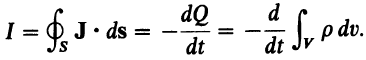 I = ∮_S J · ds = − dQ/dt = − d/dt ∫_V ρ dv.